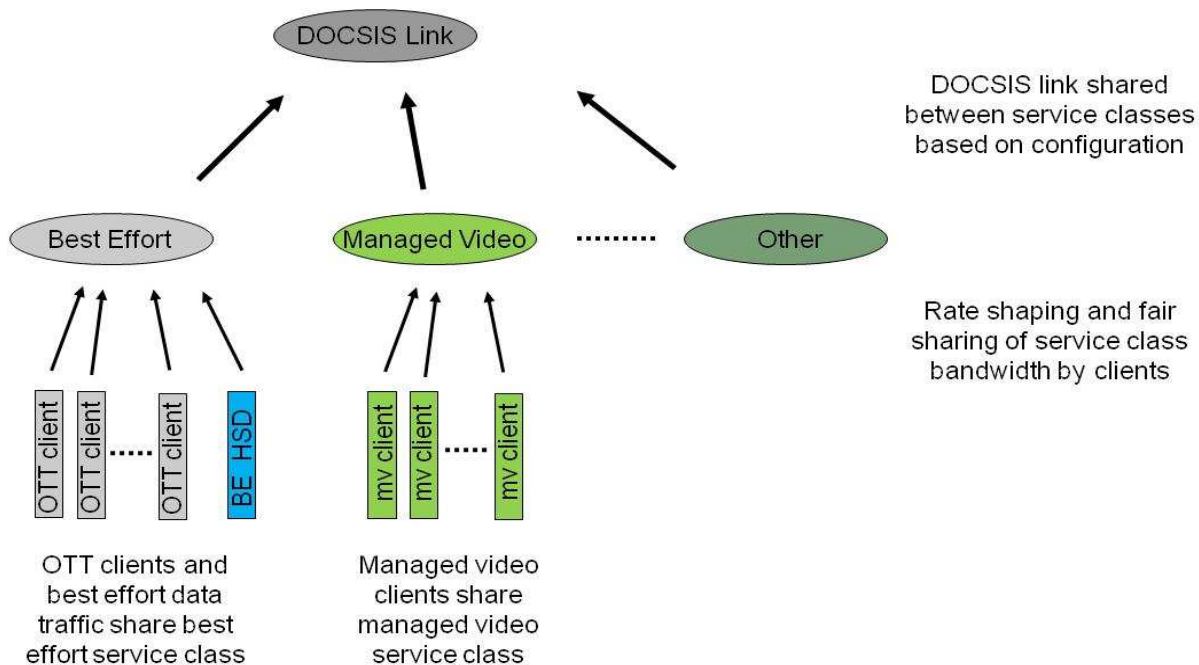 DOCSIS Link
DOCSIS link shared
between service classes
based on configuration
Best Effort
Managed Video
Other
Rate shaping and fair
sharing of service class
bandwidth by clients
OTT client
OTT client
OTT client
BE HSD
mv client
mv client
mv client
OTT clients and
best effort data
traffic share best
effort service class
Managed video
clients share
managed video
service class